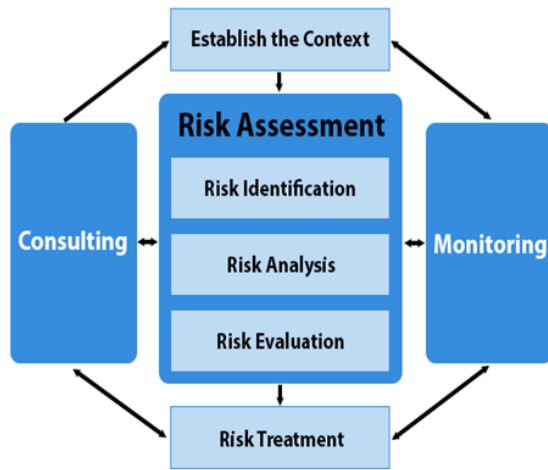 Establish the Context
Risk Assessment
Risk Identification
Consulting
Monitoring
Risk Analysis
Risk Evaluation
Risk Treatment